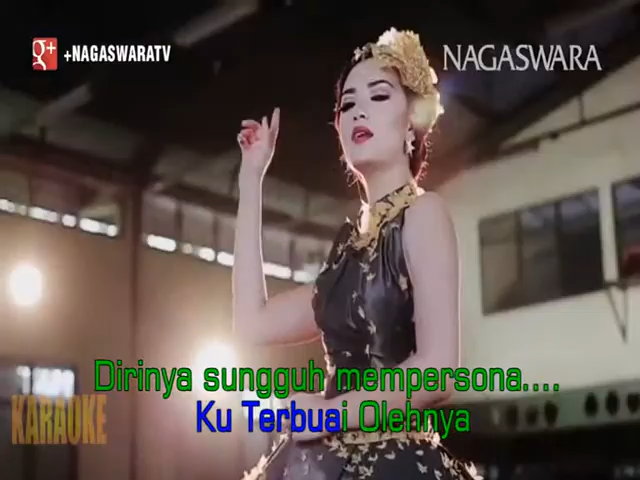 g+ +NAGASWARATV
NAGASWARA
Dirinya sungguh mempersona....
Ku Terbuai Olehnya
KARAOKE